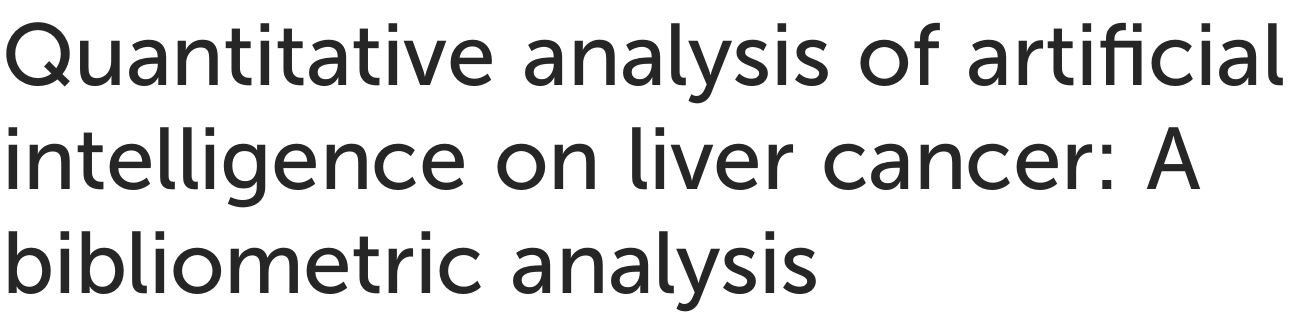 Quantitative analysis of artificial
intelligence on liver cancer: A
bibliometric analysis